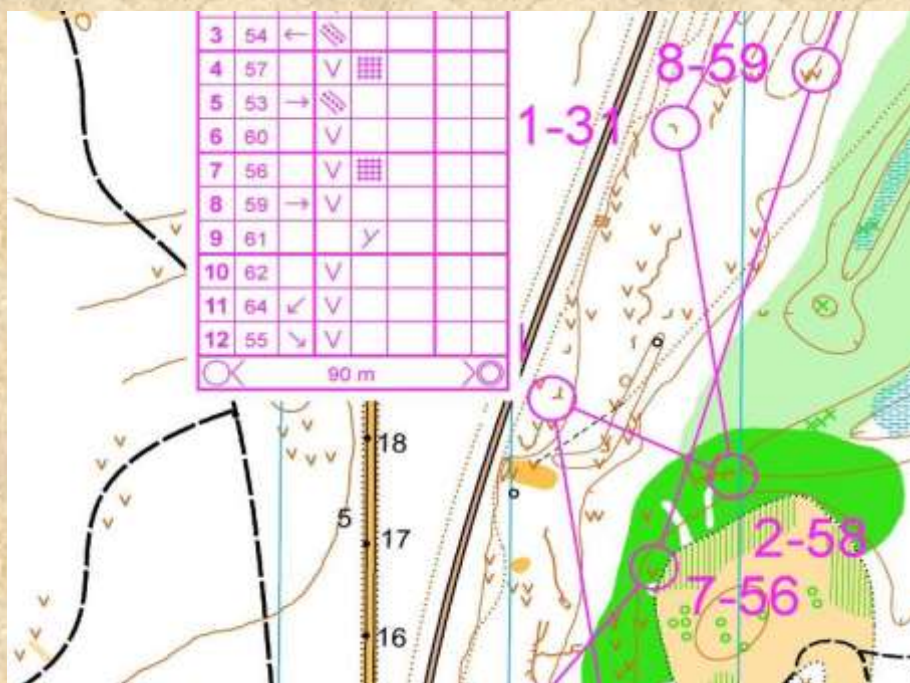 3 54 ← V
4 57 V
5 53 →
6 60 V
7 56 V
8 59 → V
9 61 Y
10 62 V
11 64 ↙ V
12 55 ↘ V
90 m
8-59
1-31
18
5
17
16
2-58
7-56